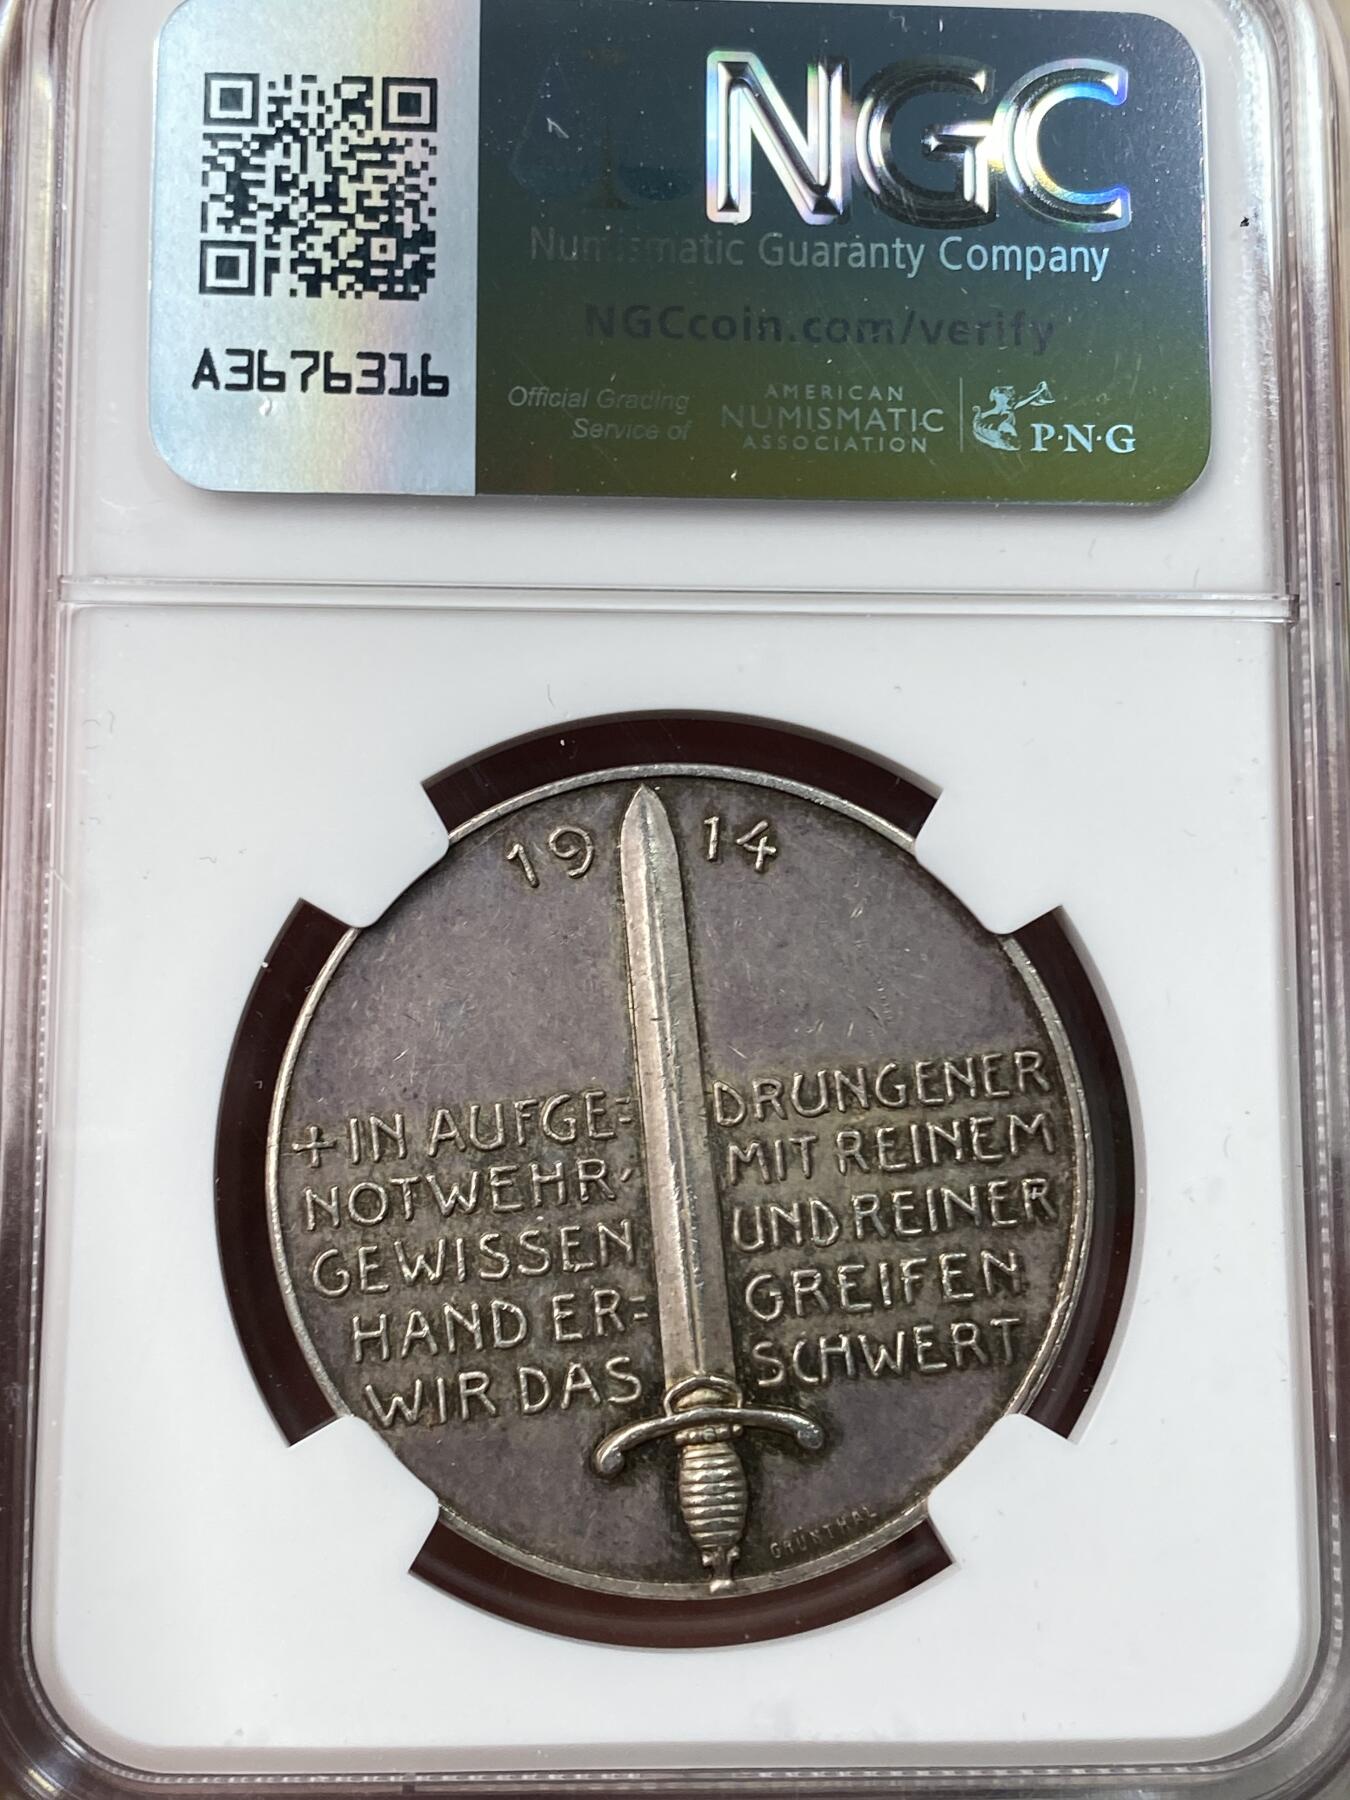 NGC
Numismatic Guaranty Company
NGCcoin.com/verify
A3676316
Official Grading
Service of
AMERICAN
NUMISMATIC
ASSOCIATION
P·N·G
19 14
+IN AUFGE= DRUNGENER
NOTWEHR, MIT REINEM
GEWISSEN UND REINER
HAND ER= GREIFEN
WIR DAS SCHWERT
GRÜNTHAL